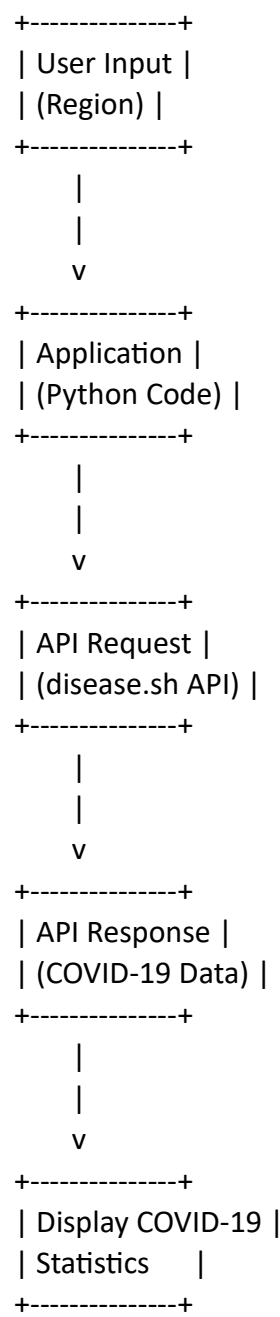 +---------------+
| User Input |
| (Region) |
+---------------+
|
|
v
+---------------+
| Application |
| (Python Code) |
+---------------+
|
|
v
+---------------+
| API Request |
| (disease.sh API) |
+---------------+
|
|
v
+---------------+
| API Response |
| (COVID-19 Data) |
+---------------+
|
|
v
+---------------+
| Display COVID-19 |
| Statistics |
+---------------+